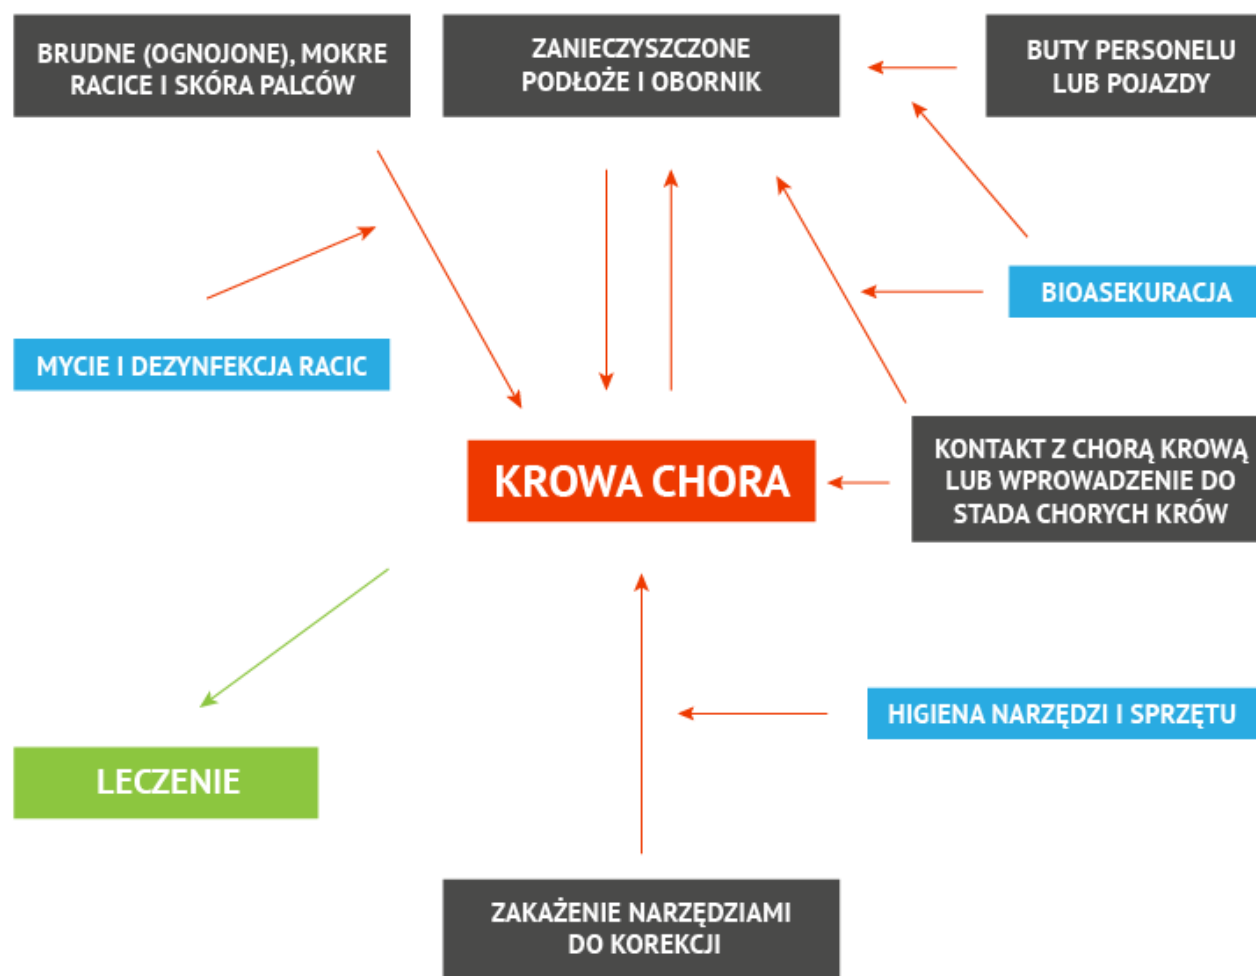 BRUDNE (OGNOJONE), MOKRE
RACICE I SKÓRA PALCÓW
ZANIECZYSZCZONE
PODŁOŻE I OBORNIK
BUTY PERSONELU
LUB POJAZDY
BIOASEKURACJA
MYCIE I DEZYNFEKCJA RACIC
KROWA CHORA
KONTAKT Z CHORĄ KROWĄ
LUB WPROWADZENIE DO
STADA CHORYCH KRÓW
HIGIENA NARZĘDZI I SPRZĘTU
LECZENIE
ZAKAŻENIE NARZĘDZIAMI
DO KOREKCJI